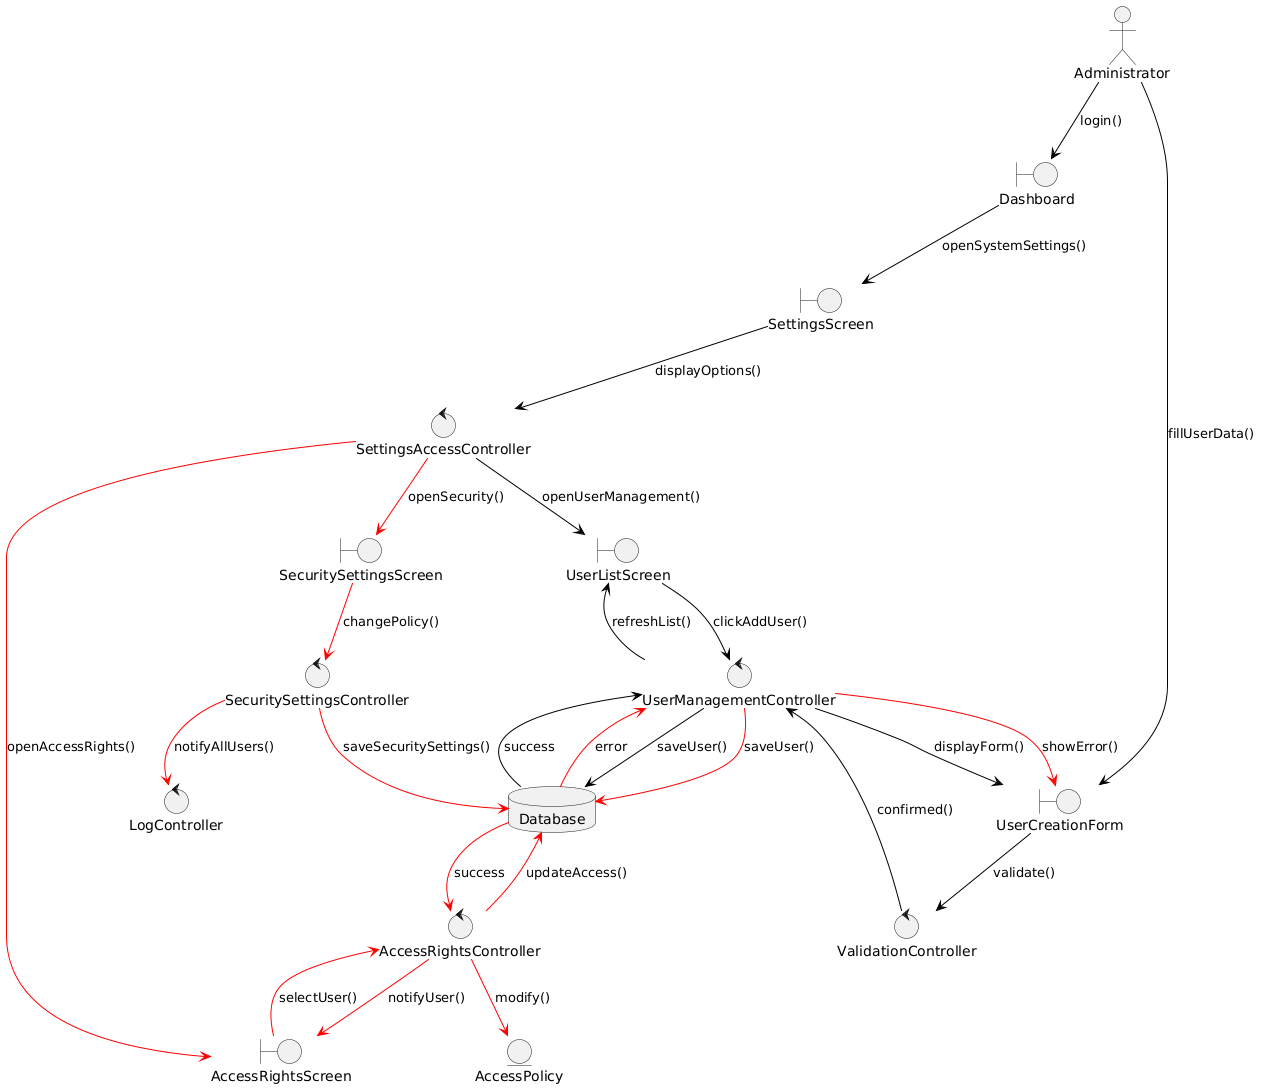 Administrator
login()
Dashboard
openSystemSettings()
SettingsScreen
displayOptions()
fillUserData()
SettingsAccessController
openSecurity()
openUserManagement()
SecuritySettingsScreen
UserListScreen
changePolicy()
refreshList()
clickAddUser()
SecuritySettingsController
UserManagementController
openAccessRights()
notifyAllUsers()
saveSecuritySettings()
success
error
saveUser()
saveUser()
displayForm()
showError()
LogController
Database
confirmed()
UserCreationForm
success
updateAccess()
validate()
AccessRightsController
ValidationController
selectUser()
notifyUser()
modify()
AccessRightsScreen
AccessPolicy